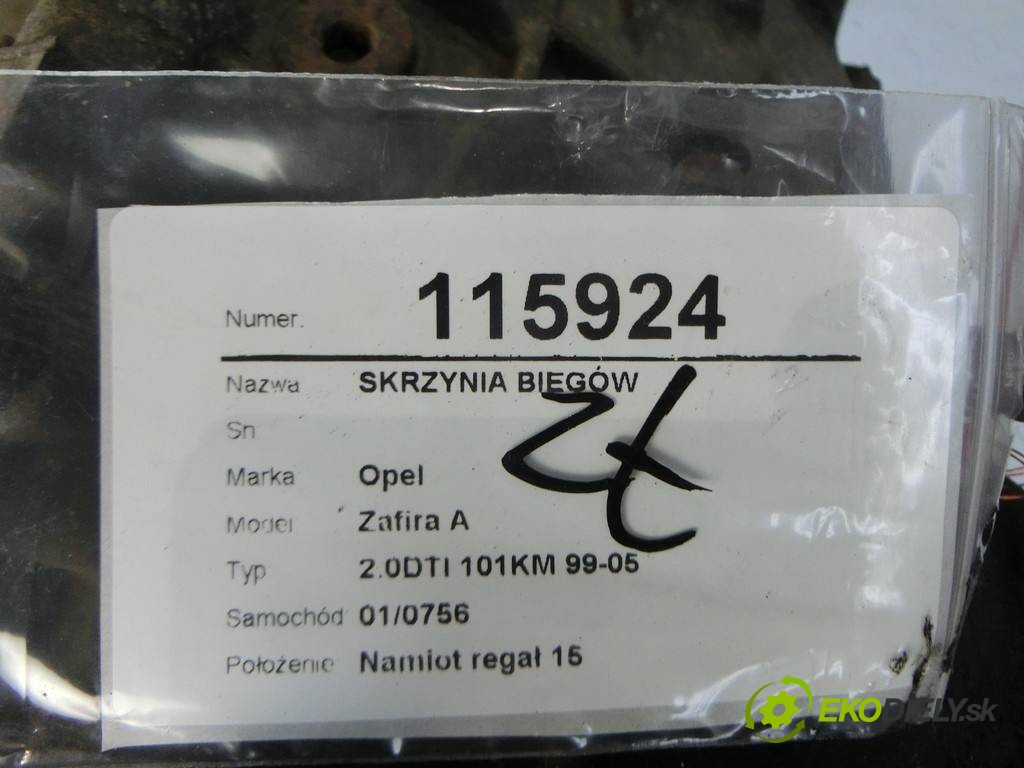 Numer. 115924
Nazwa SKRZYNIA BIEGÓW
Sn
Marka Opel
Model Zafira A
Typ 2.0DTI 101KM 99-05
Samochód 01/0756
Położenie Namiot regał 15
EKODIELY.sk